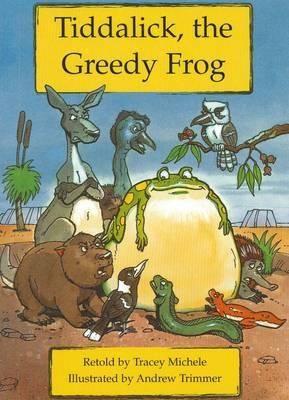 Tiddalick, the
Greedy Frog
Retold by Tracey Michele
Illustrated by Andrew Trimmer